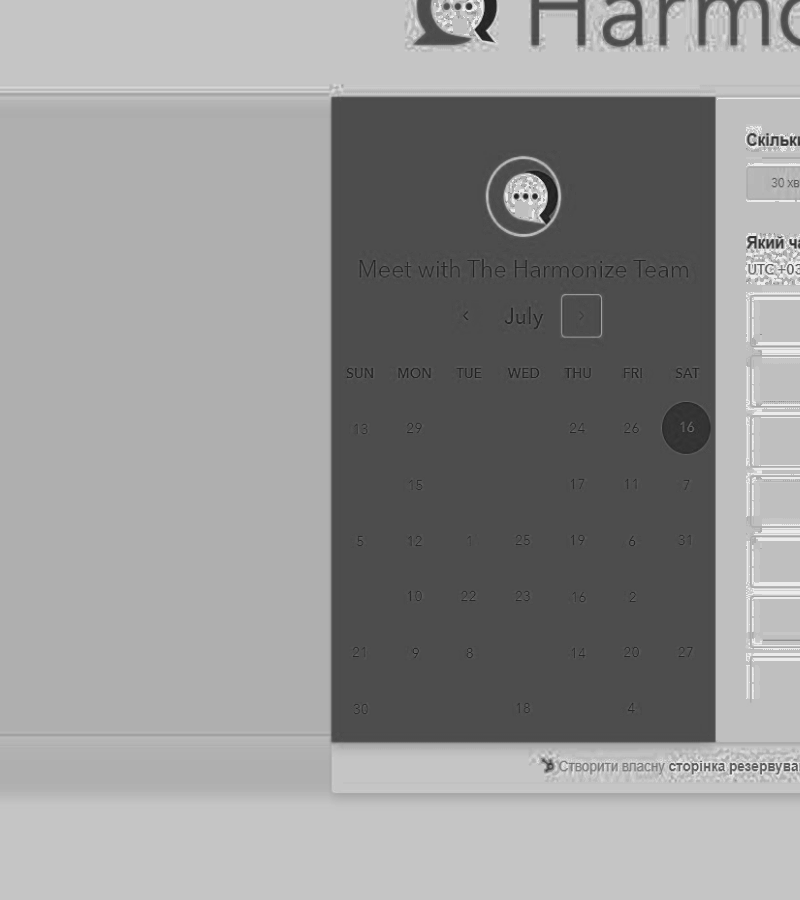 Harmo
Скільки
30 хв
Який ча
UTC +03
Meet with The Harmonize Team
July
SUN MON TUE WED THU FRI SAT
13 29 24 26 16
15 17 11 7
5 12 1 25 19 6 31
10 22 23 16 2
21 9 8 14 20 27
30 18 4
Створити власну сторінка резервува